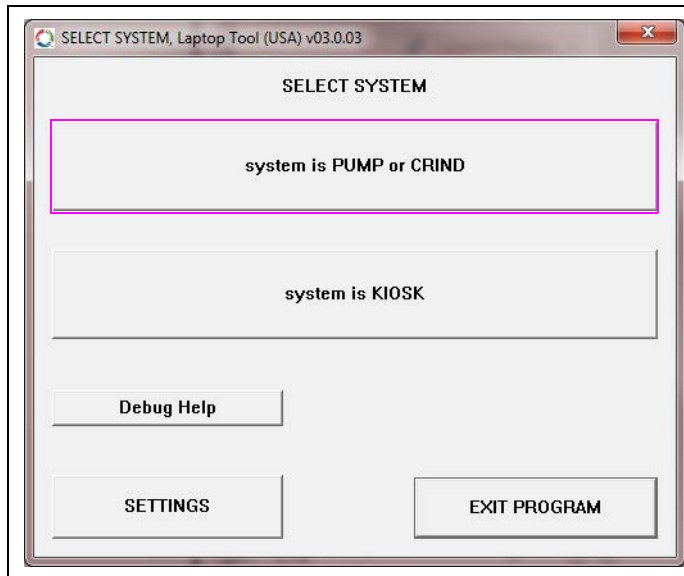 SELECT SYSTEM, Laptop Tool (USA) v03.0.03
SELECT SYSTEM
system is PUMP or CRIND
system is KIOSK
Debug Help
SETTINGS EXIT PROGRAM